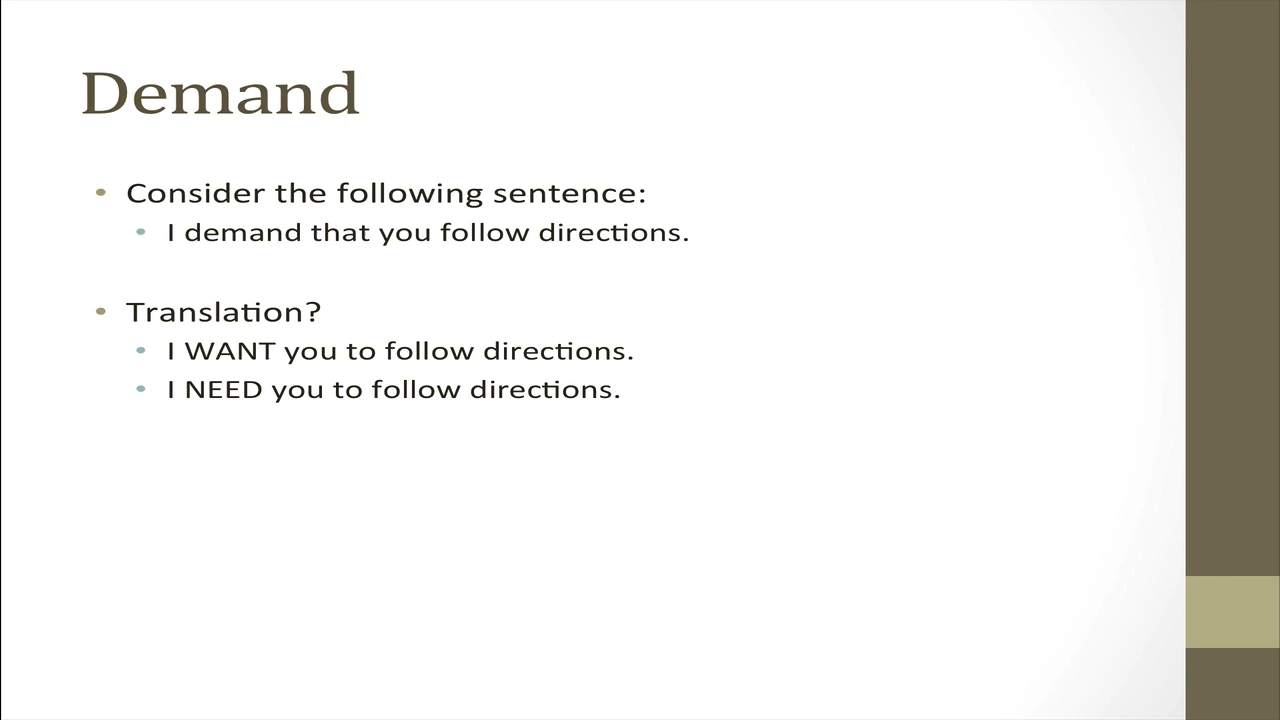 Demand
• Consider the following sentence:
• I demand that you follow directions.
• Translation?
• I WANT you to follow directions.
• I NEED you to follow directions.